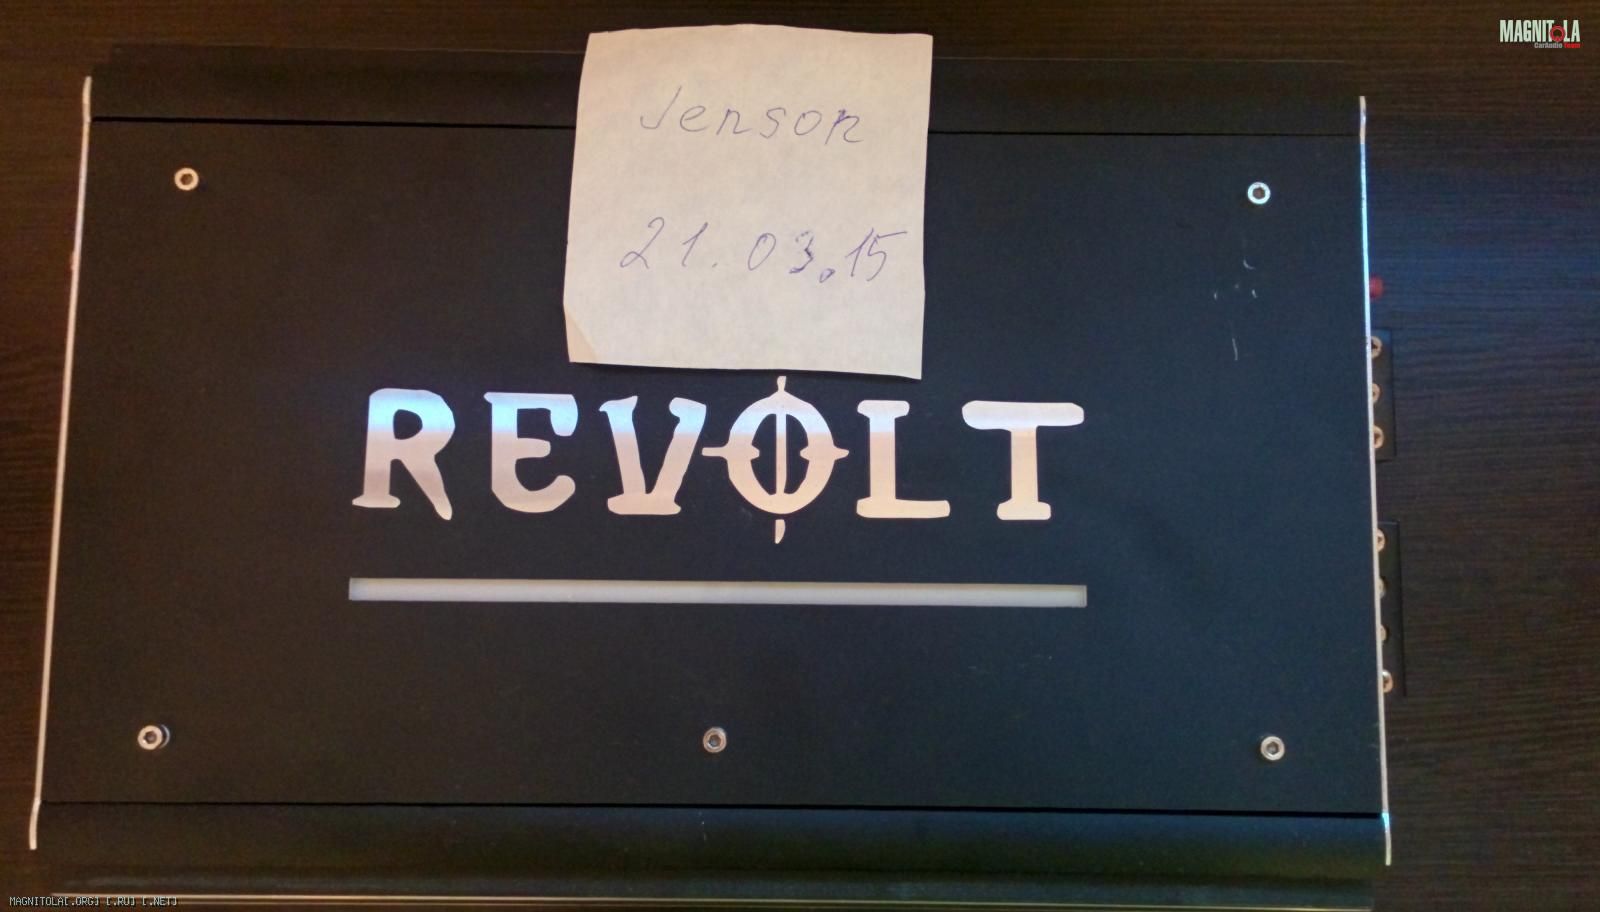 MAGNITOLA
CarAudio Team
Jenson
21.03.15
REVOLT
MAGNITOLA[.ORG] [.RU] [.NET]